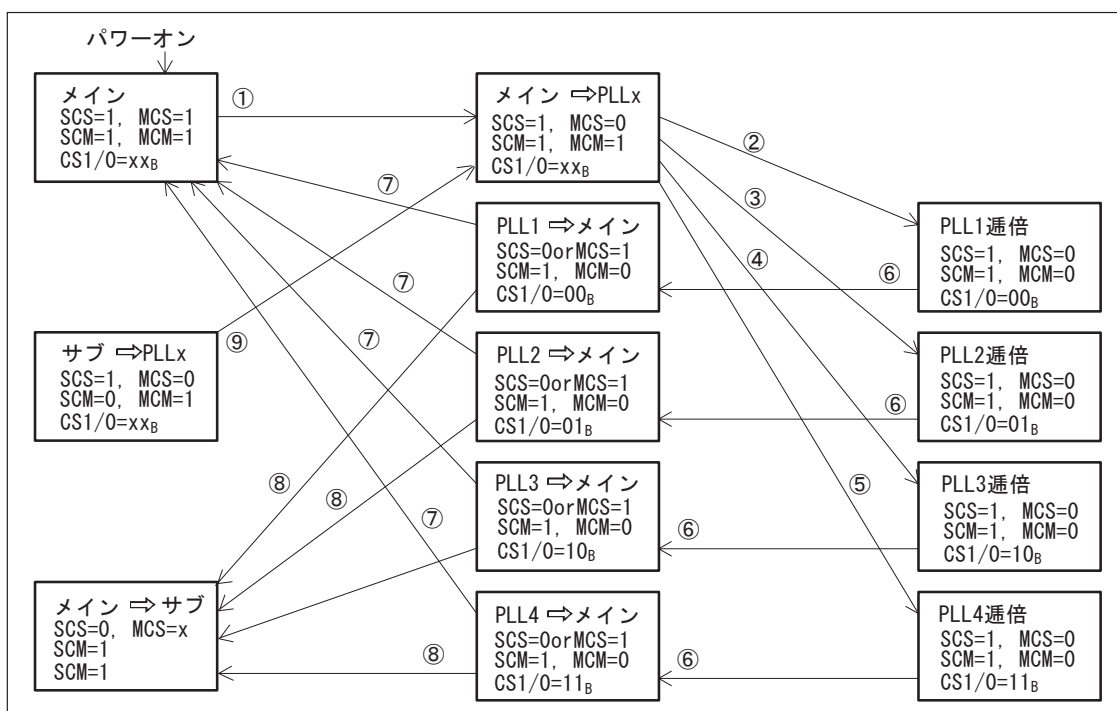 パワーオン
メイン
SCS=1, MCS=1
SCM=1, MCM=1
CS1/0=xxB
①
メイン ⇨PLLx
SCS=1, MCS=0
SCM=1, MCM=1
CS1/0=xxB
②
③
④
⑤
⑦
PLL1 ⇨メイン
SCS=0orMCS=1
SCM=1, MCM=0
CS1/0=00B
⑥
PLL1逓倍
SCS=1, MCS=0
SCM=1, MCM=0
CS1/0=00B
サブ ⇨PLLx
SCS=1, MCS=0
SCM=0, MCM=1
CS1/0=xxB
⑨
⑦
⑦
PLL2 ⇨メイン
SCS=0orMCS=1
SCM=1, MCM=0
CS1/0=01B
⑥
PLL2逓倍
SCS=1, MCS=0
SCM=1, MCM=0
CS1/0=01B
⑧
⑧
⑦
PLL3 ⇨メイン
SCS=0orMCS=1
SCM=1, MCM=0
CS1/0=10B
⑥
PLL3逓倍
SCS=1, MCS=0
SCM=1, MCM=0
CS1/0=10B
メイン ⇨ サブ
SCS=0, MCS=x
SCM=1
SCM=1
⑧
PLL4 ⇨メイン
SCS=0orMCS=1
SCM=1, MCM=0
CS1/0=11B
⑥
PLL4逓倍
SCS=1, MCS=0
SCM=1, MCM=0
CS1/0=11B